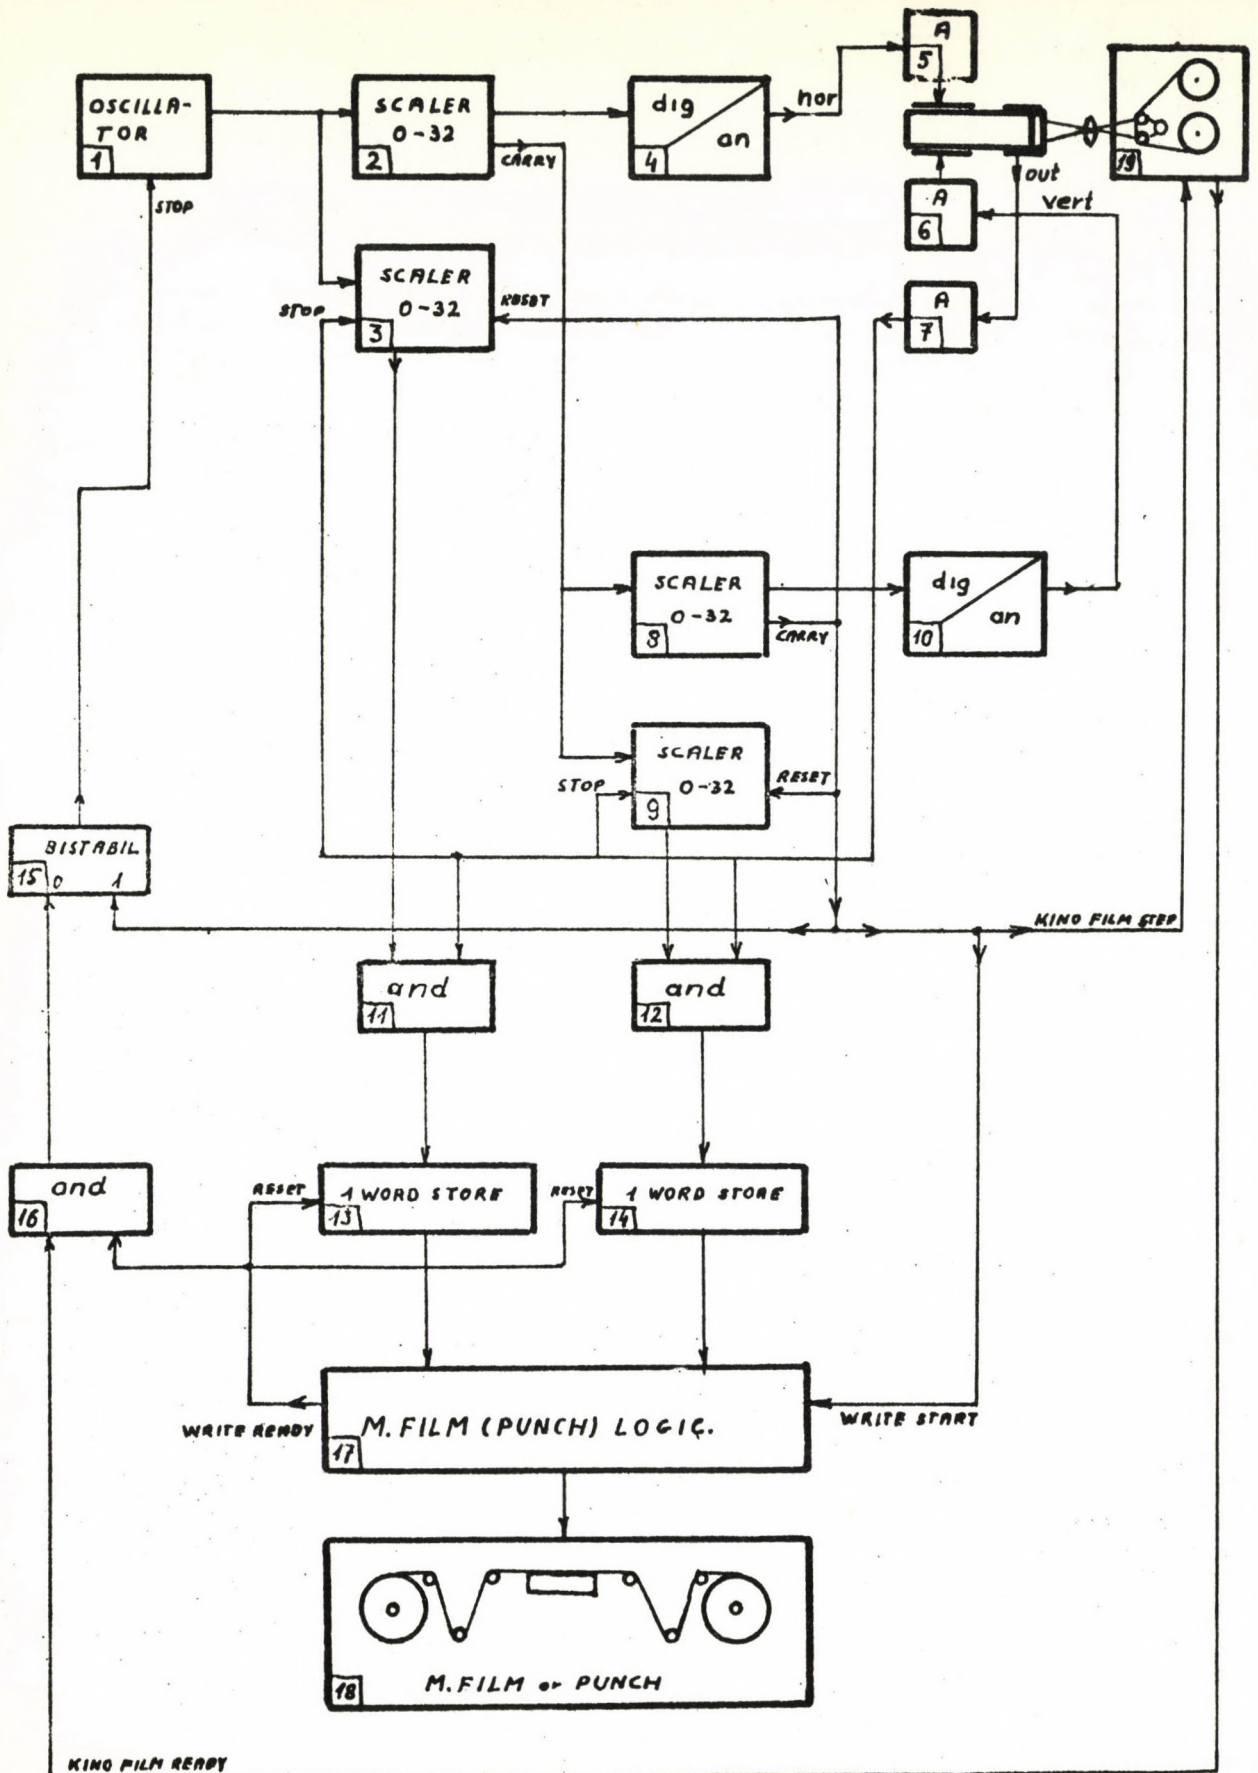 OSCILLA-
TOR
1
STOP
SCALER
0-32
2
CARRY
dig
an
4
hor
A
5
19
out
vert
A
6
SCALER
0-32
3
STOP
RESET
A
7
SCALER
0-32
8
CARRY
dig
an
10
SCALER
0-32
9
STOP
RESET
BISTABIL
15
0 1
KINO FILM STEP
and
11
and
12
and
16
RESET
1 WORD STORE
13
RESET
1 WORD STORE
14
WRITE READY
M.FILM (PUNCH) LOGIC.
17
WRITE START
M.FILM or PUNCH
18
KINO FILM READY